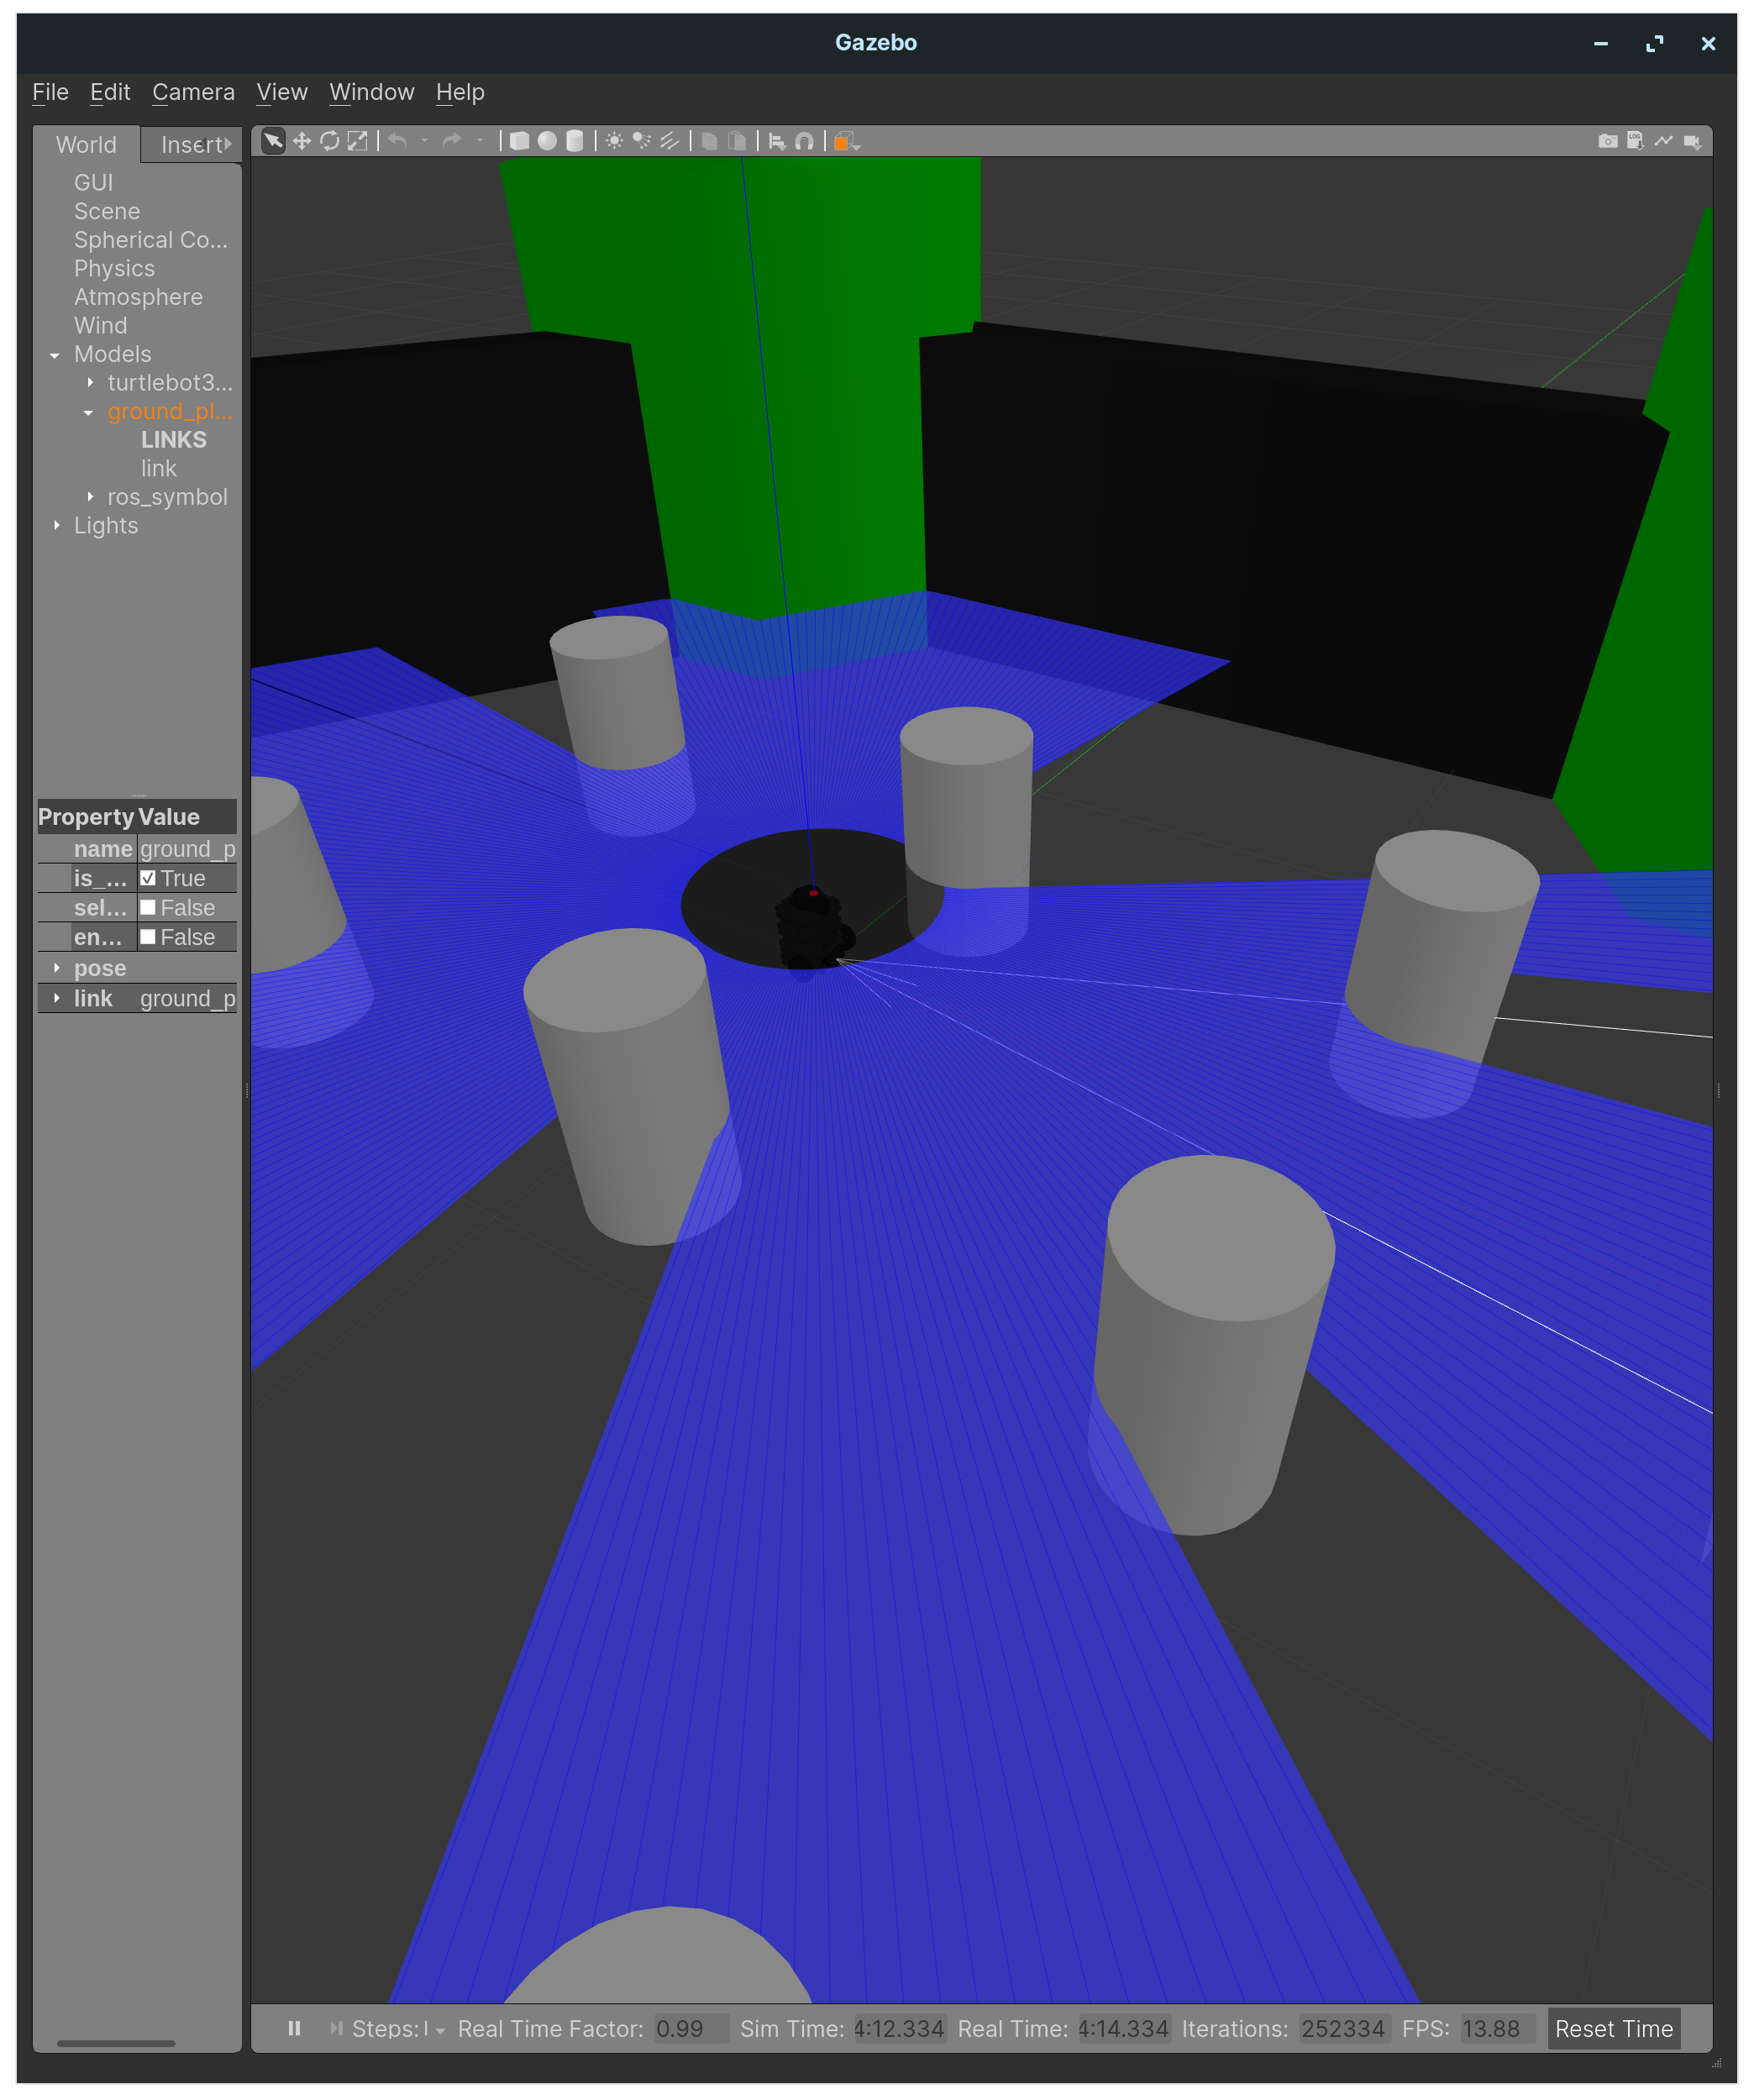 Gazebo
File Edit Camera View Window Help
World Insert
GUI
Scene
Spherical Co...
Physics
Atmosphere
Wind
Models
turtlebot3...
ground_pl...
LINKS
link
ros_symbol
Lights
Property Value
name ground_p
is_... True
sel... False
en... False
pose
link ground_p
Steps: Real Time Factor: 0.99 Sim Time: 4:12.334 Real Time: 4:14.334 Iterations: 252334 FPS: 13.88 Reset Time